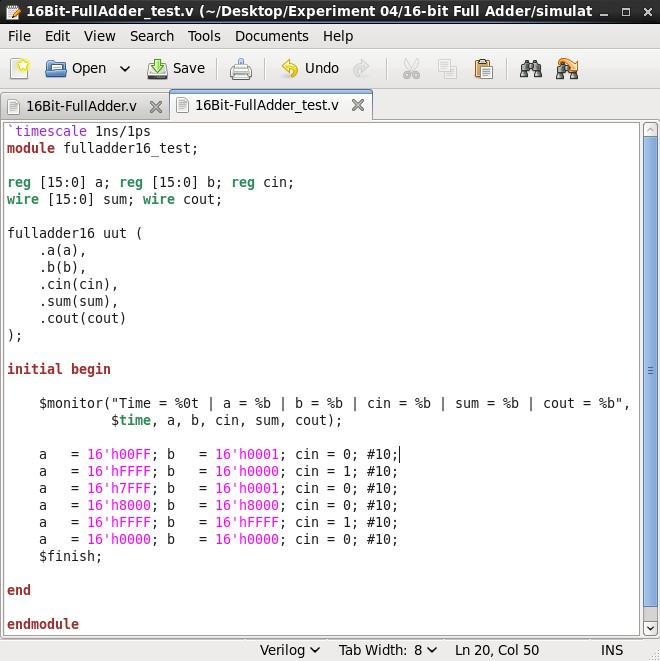 16Bit-FullAdder_test.v (~/Desktop/Experiment 04/16-bit Full Adder/simulat
File Edit View Search Tools Documents Help
Open Save Undo
16Bit-FullAdder.v 16Bit-FullAdder_test.v
`timescale 1ns/1ps
module fulladder16_test;
reg [15:0] a; reg [15:0] b; reg cin;
wire [15:0] sum; wire cout;
fulladder16 uut (
    .a(a),
    .b(b),
    .cin(cin),
    .sum(sum),
    .cout(cout)
);
initial begin
    $monitor("Time = %0t | a = %b | b = %b | cin = %b | sum = %b | cout = %b",
             $time, a, b, cin, sum, cout);
    a   = 16'h00FF; b   = 16'h0001; cin = 0; #10;
    a   = 16'hFFFF; b   = 16'h0000; cin = 1; #10;
    a   = 16'h7FFF; b   = 16'h0001; cin = 0; #10;
    a   = 16'h8000; b   = 16'h8000; cin = 0; #10;
    a   = 16'hFFFF; b   = 16'hFFFF; cin = 1; #10;
    a   = 16'h0000; b   = 16'h0000; cin = 0; #10;
    $finish;
end
endmodule
Verilog Tab Width: 8 Ln 20, Col 50 INS